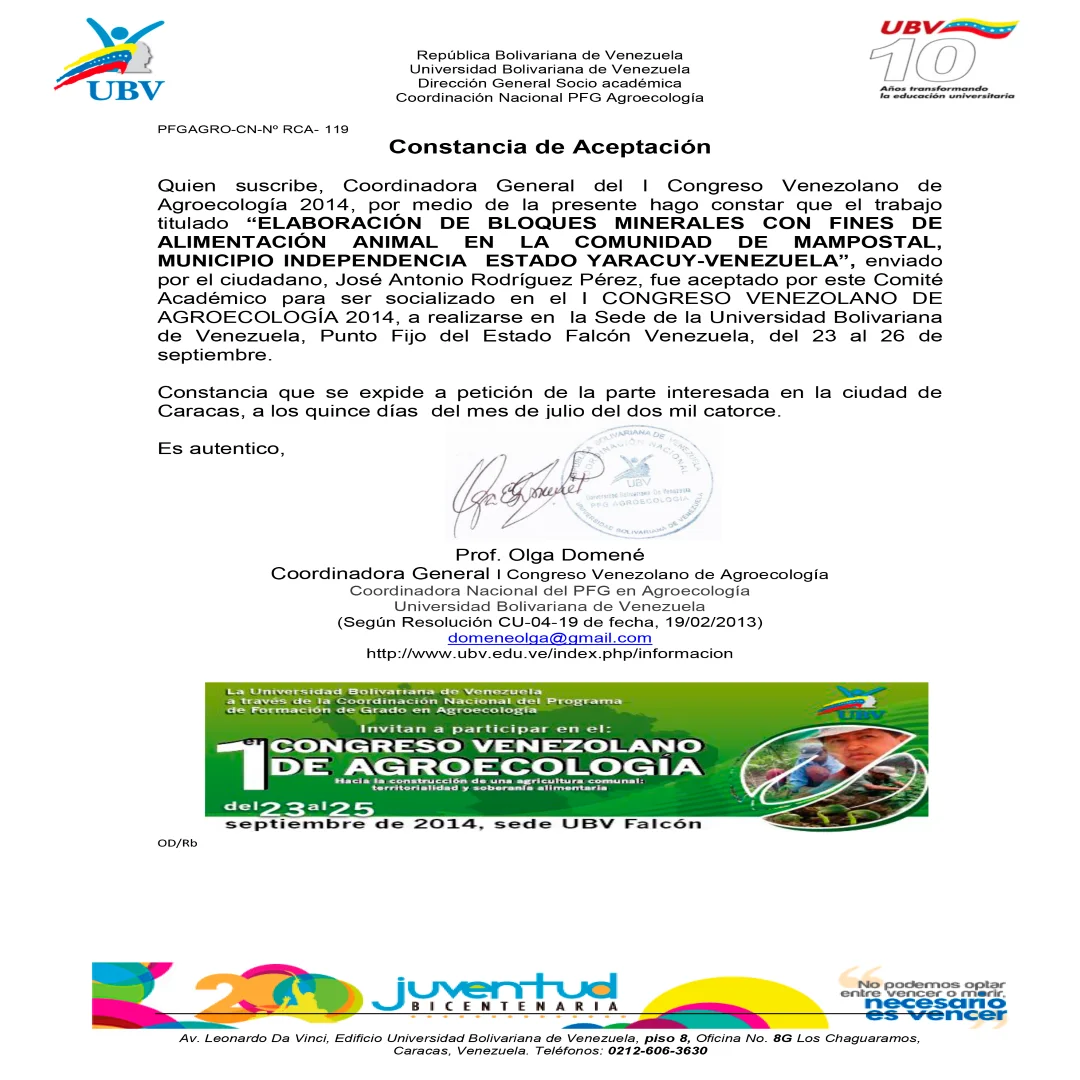 UBV
República Bolivariana de Venezuela
Universidad Bolivariana de Venezuela
Dirección General Socio académica
Coordinación Nacional PFG Agroecología
UBV
10
Años transformando
la educación universitaria
PFGAGRO-CN-Nº RCA- 119
Constancia de Aceptación
Quien suscribe, Coordinadora General del I Congreso Venezolano de
Agroecología 2014, por medio de la presente hago constar que el trabajo
titulado “ELABORACIÓN DE BLOQUES MINERALES CON FINES DE
ALIMENTACIÓN ANIMAL EN LA COMUNIDAD DE MAMPOSTAL,
MUNICIPIO INDEPENDENCIA ESTADO YARACUY-VENEZUELA”, enviado
por el ciudadano, José Antonio Rodríguez Pérez, fue aceptado por este Comité
Académico para ser socializado en el I CONGRESO VENEZOLANO DE
AGROECOLOGÍA 2014, a realizarse en la Sede de la Universidad Bolivariana
de Venezuela, Punto Fijo del Estado Falcón Venezuela, del 23 al 26 de
septiembre.
Constancia que se expide a petición de la parte interesada en la ciudad de
Caracas, a los quince días del mes de julio del dos mil catorce.
Es autentico,
BOLIVARIANA DE VENEZUELA
NACIONAL
UBV
Universidad Bolivariana De Venezuela
PFG AGROECOLOGIA
UNIVERSIDAD BOLIVARIANA DE VENEZUELA
Prof. Olga Domené
Coordinadora General I Congreso Venezolano de Agroecología
Coordinadora Nacional del PFG en Agroecología
Universidad Bolivariana de Venezuela
(Según Resolución CU-04-19 de fecha, 19/02/2013)
domeneolga@gmail.com
http://www.ubv.edu.ve/index.php/informacion
La Universidad Bolivariana de Venezuela
a través de la Coordinación Nacional del Programa
de Formación de Grado en Agroecología
UBV
Invitan a participar en el:
1er CONGRESO VENEZOLANO
DE AGROECOLOGÍA
Hacia la construcción de una agricultura comunal:
territorialidad y soberanía alimentaria
del 23 al 25
septiembre de 2014, sede UBV Falcón
OD/Rb
200 juventud
BICENTENARIA
“No podemos optar
entre vencer o morir,
necesario
es vencer”
Av. Leonardo Da Vinci, Edificio Universidad Bolivariana de Venezuela, piso 8, Oficina No. 8G Los Chaguaramos,
Caracas, Venezuela. Teléfonos: 0212-606-3630